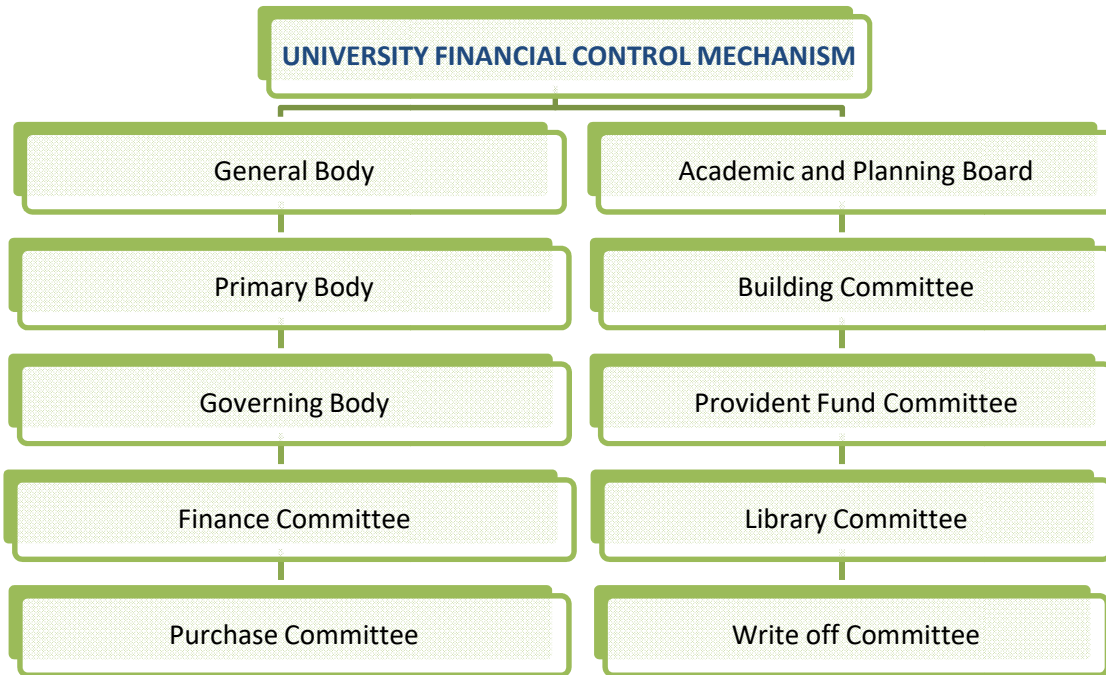 UNIVERSITY FINANCIAL CONTROL MECHANISM
General Body
Academic and Planning Board
Primary Body
Building Committee
Governing Body
Provident Fund Committee
Finance Committee
Library Committee
Purchase Committee
Write off Committee